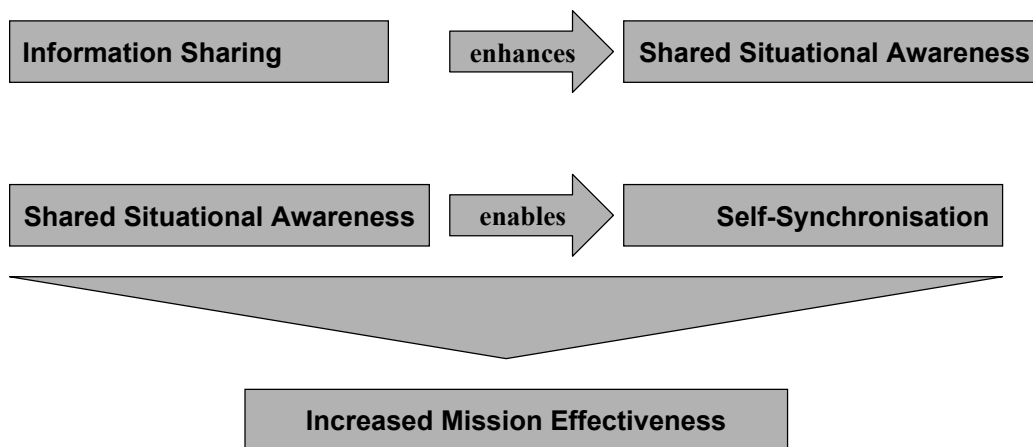 Information Sharing enhances Shared Situational Awareness
Shared Situational Awareness enables Self-Synchronisation
Increased Mission Effectiveness